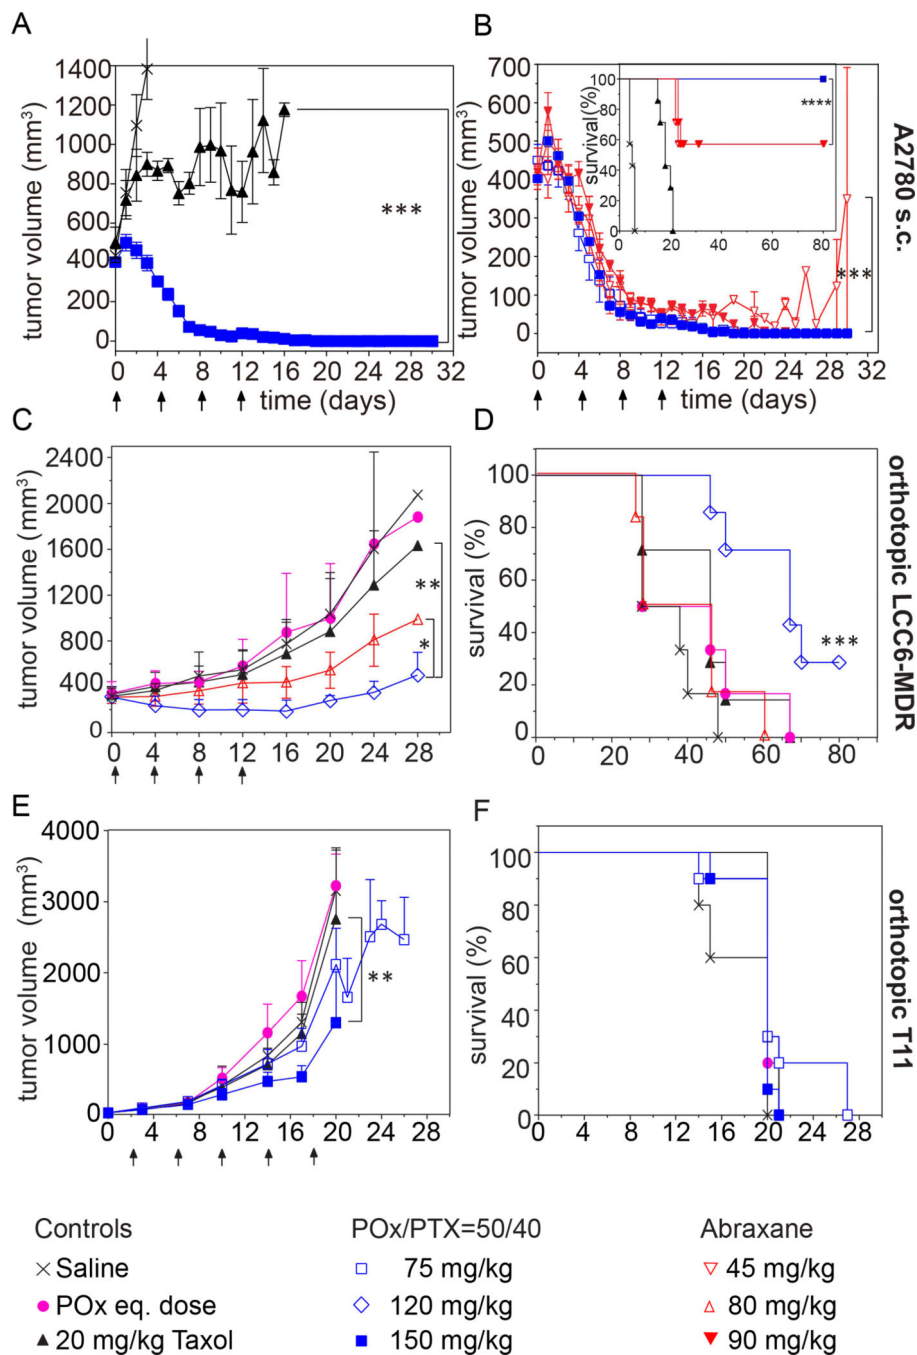 A
tumor volume (mm³)
1400
1200
1000
800
600
400
200
0
***
0 4 8 12 16 20 24 28 32
time (days)
B
tumor volume (mm³)
700
600
500
400
300
200
100
0
survival (%)
100
80
60
40
20
0
0 20 40 60 80
****
***
0 4 8 12 16 20 24 28 32
time (days)
A2780 s.c.
C
tumor volume (mm³)
2400
2000
1600
1200
800
400
0
**
*
0 4 8 12 16 20 24 28
D
survival (%)
100
80
60
40
20
0
***
0 20 40 60 80
orthotopic LCC6-MDR
E
tumor volume (mm³)
4000
3000
2000
1000
0
**
0 4 8 12 16 20 24 28
F
survival (%)
100
80
60
40
20
0
0 4 8 12 16 20 24 28
orthotopic T11
Controls
Saline
POx eq. dose
20 mg/kg Taxol
POx/PTX=50/40
75 mg/kg
120 mg/kg
150 mg/kg
Abraxane
45 mg/kg
80 mg/kg
90 mg/kg